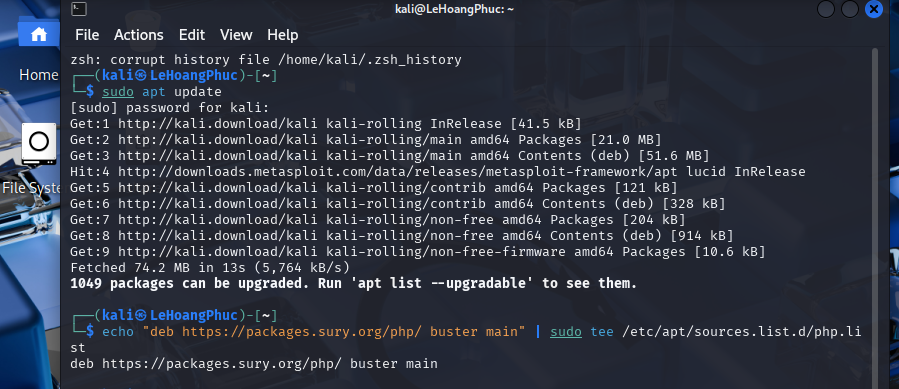 kali@LeHoangPhuc: ~
File Actions Edit View Help
Home
File Syste
zsh: corrupt history file /home/kali/.zsh_history
┌──(kali㉿LeHoangPhuc)-[~]
└─$ sudo apt update
[sudo] password for kali:
Get:1 http://kali.download/kali kali-rolling InRelease [41.5 kB]
Get:2 http://kali.download/kali kali-rolling/main amd64 Packages [21.0 MB]
Get:3 http://kali.download/kali kali-rolling/main amd64 Contents (deb) [51.6 MB]
Hit:4 http://downloads.metasploit.com/data/releases/metasploit-framework/apt lucid InRelease
Get:5 http://kali.download/kali kali-rolling/contrib amd64 Packages [121 kB]
Get:6 http://kali.download/kali kali-rolling/contrib amd64 Contents (deb) [328 kB]
Get:7 http://kali.download/kali kali-rolling/non-free amd64 Packages [204 kB]
Get:8 http://kali.download/kali kali-rolling/non-free amd64 Contents (deb) [914 kB]
Get:9 http://kali.download/kali kali-rolling/non-free-firmware amd64 Packages [10.6 kB]
Fetched 74.2 MB in 13s (5,764 kB/s)
1049 packages can be upgraded. Run 'apt list --upgradable' to see them.
┌──(kali㉿LeHoangPhuc)-[~]
└─$ echo "deb https://packages.sury.org/php/ buster main" | sudo tee /etc/apt/sources.list.d/php.li
st
deb https://packages.sury.org/php/ buster main